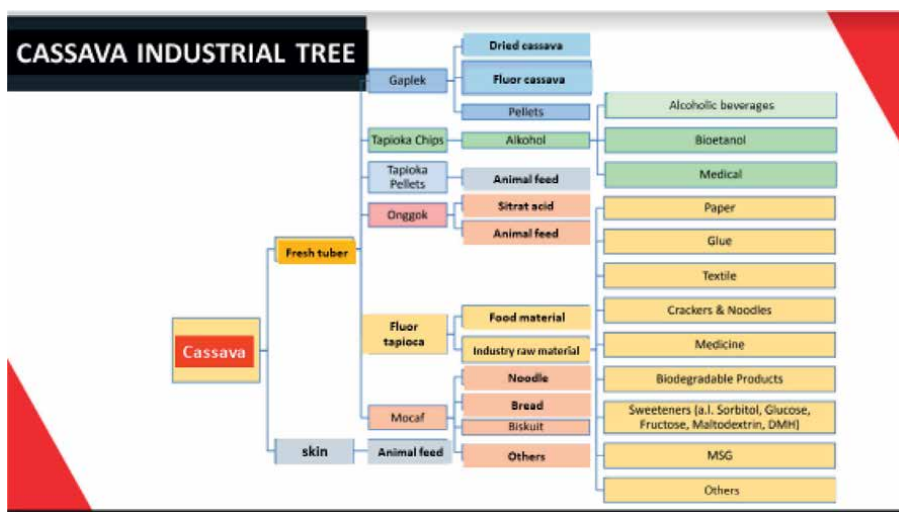 CASSAVA INDUSTRIAL TREE
Cassava
Fresh tuber
skin
Gaplek
Tapioka Chips
Tapioka
Pellets
Onggok
Fluor
tapioca
Mocaf
Animal feed
Dried cassava
Fluor cassava
Pellets
Alkohol
Animal feed
Sitrat acid
Animal feed
Food material
Industry raw material
Noodle
Bread
Biskuit
Others
Alcoholic beverages
Bioetanol
Medical
Paper
Glue
Textile
Crackers & Noodles
Medicine
Biodegradable Products
Sweeteners (a.l. Sorbitol, Glucose,
Fructose, Maltodextrin, DMH)
MSG
Others